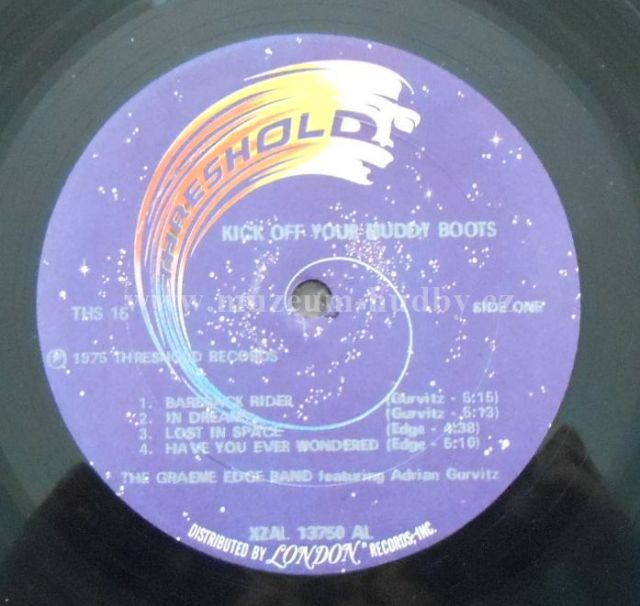 THRESHOLD
KICK OFF YOUR MUDDY BOOTS
www.muzeum-hudby.cz
THS 15
SIDE ONE
Ⓟ 1975 THRESHOLD RECORDS
1. BAREBACK RIDER (Gurvitz - 5:15)
2. IN DREAMS (Gurvitz - 5:13)
3. LOST IN SPACE (Edge - 4:38)
4. HAVE YOU EVER WONDERED (Edge - 5:10)
THE GRAEME EDGE BAND featuring Adrian Gurvitz
XZAL 13750 AL
DISTRIBUTED BY LONDON® RECORDS, INC.